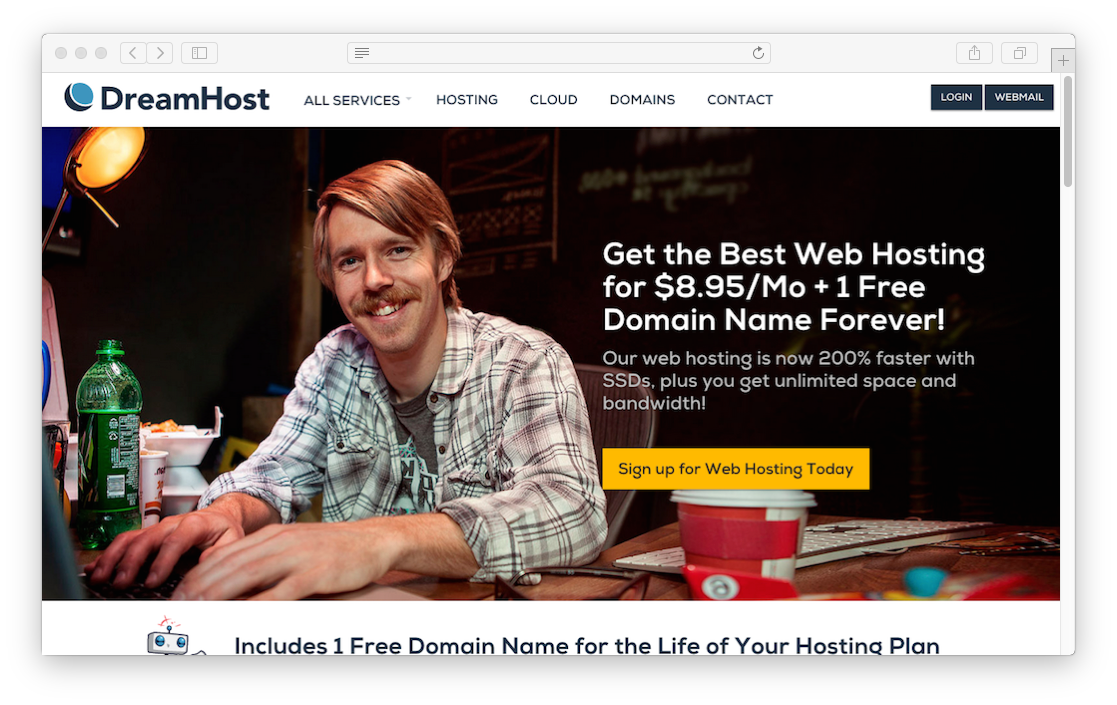 DreamHost
ALL SERVICES HOSTING CLOUD DOMAINS CONTACT
LOGIN WEBMAIL
Get the Best Web Hosting
for $8.95/Mo + 1 Free
Domain Name Forever!
Our web hosting is now 200% faster with
SSDs, plus you get unlimited space and
bandwidth!
Sign up for Web Hosting Today
Includes 1 Free Domain Name for the Life of Your Hosting Plan